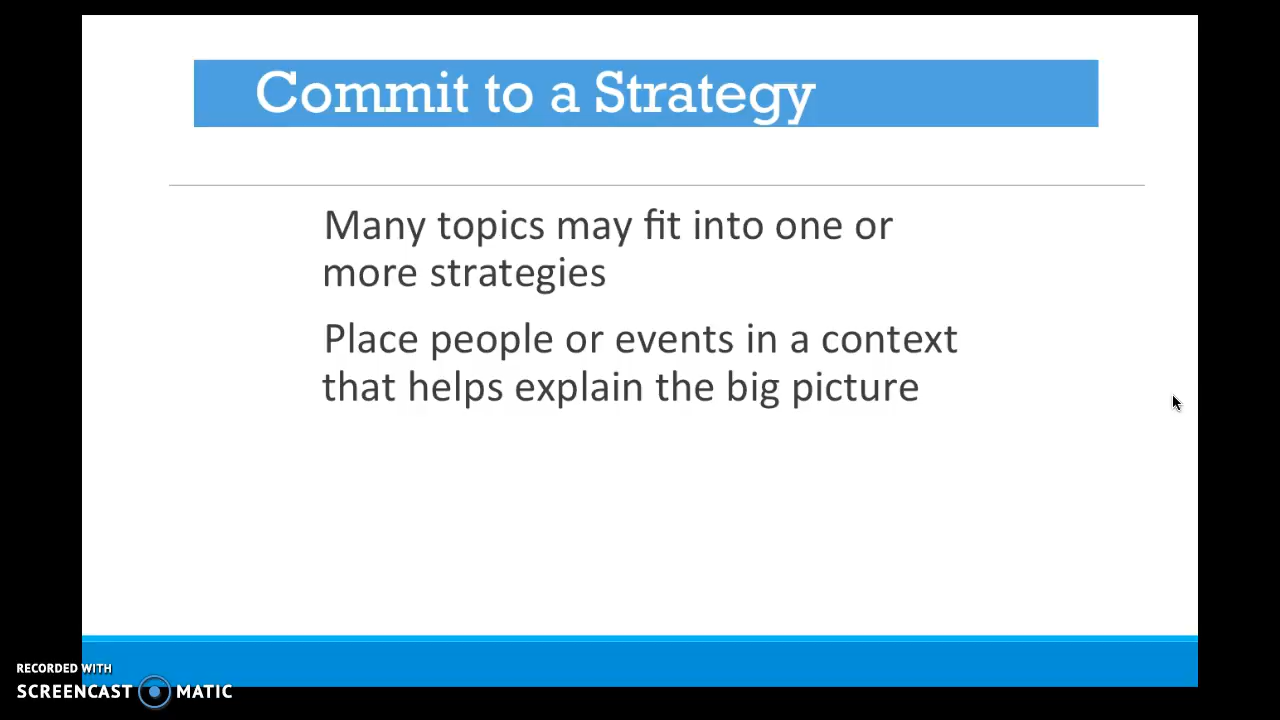 Commit to a Strategy
Many topics may fit into one or
more strategies
Place people or events in a context
that helps explain the big picture
RECORDED WITH
SCREENCAST MATIC